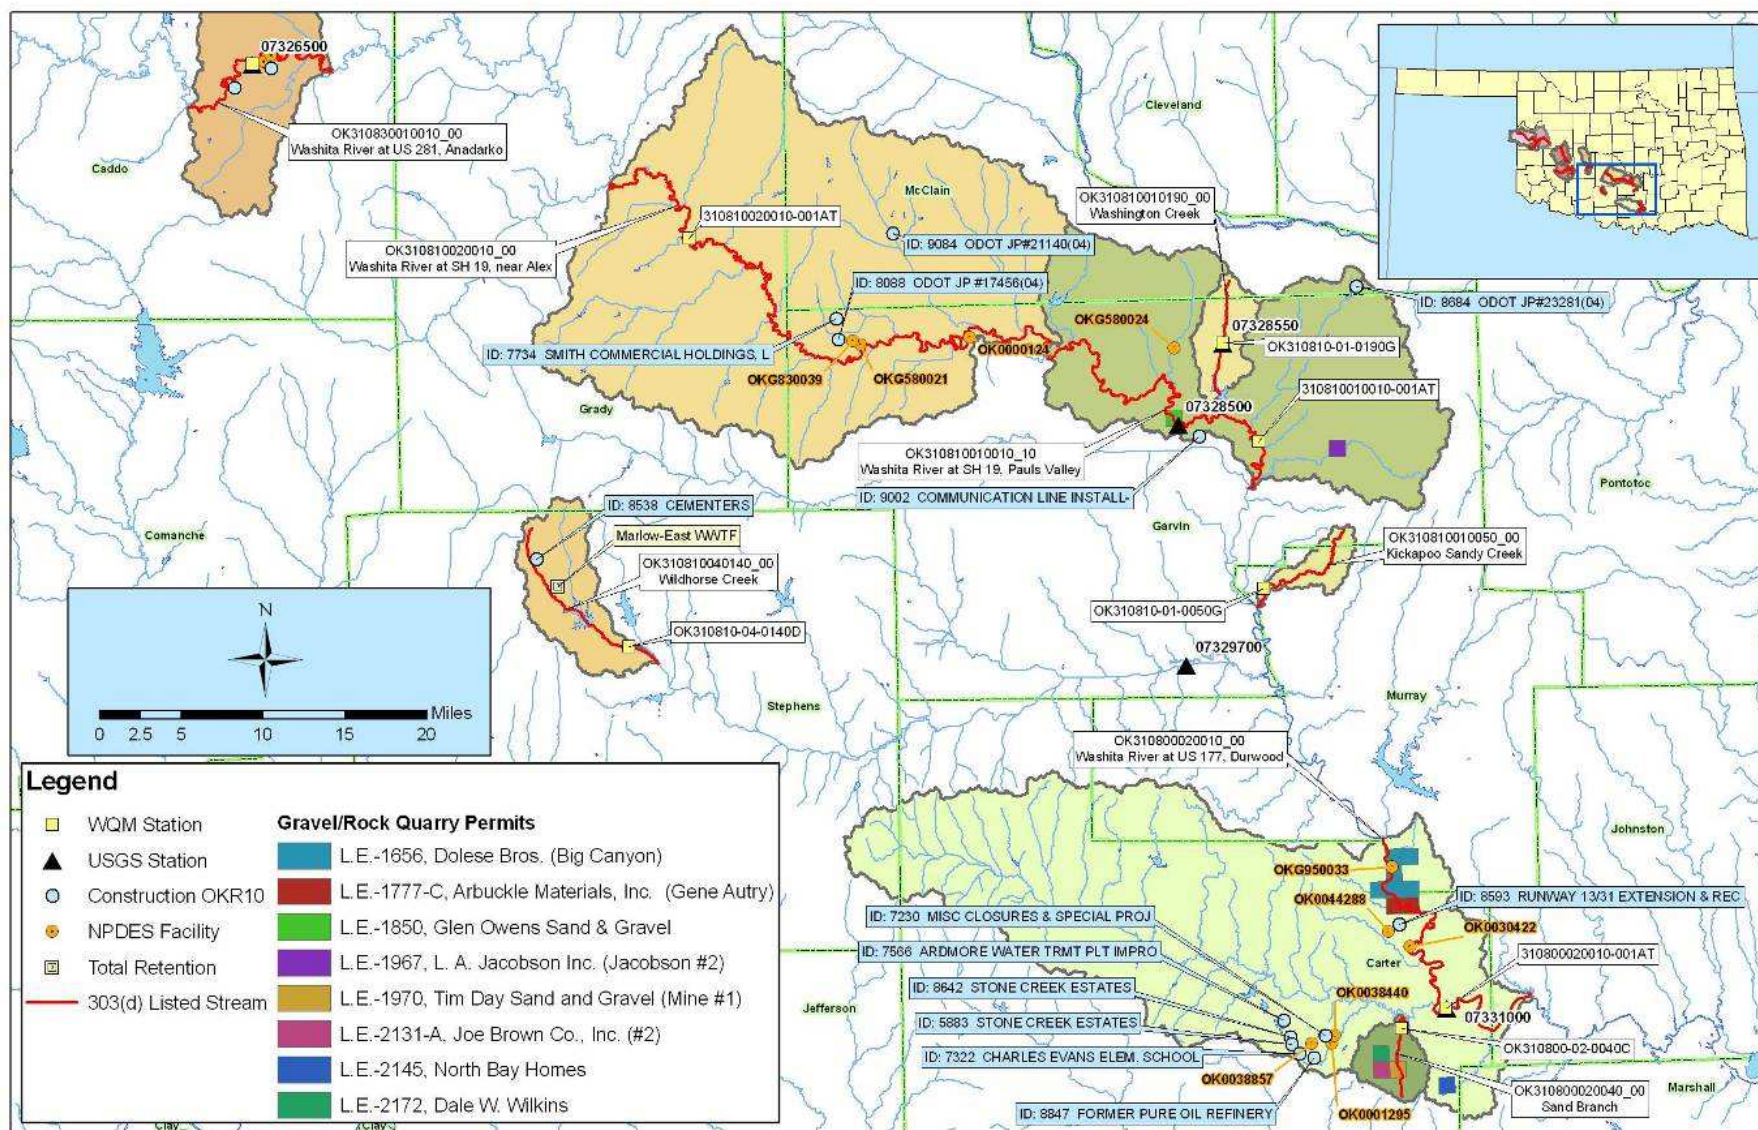 07326500
OK310830010010_00
Washita River at US 281, Anadarko
Caddo
Cleveland
McClain
OK310810010190_00
Washington Creek
310810020010-001AT
ID: 9084 ODOT JP#21140(04)
OK310810020010_00
Washita River at SH 19, near Alex
ID: 8088 ODOT JP #17456(04)
ID: 8684 ODOT JP#23281(04)
OKG580024
07328550
OK310810-01-0190G
ID: 7734 SMITH COMMERCIAL HOLDINGS, L
OK0000124
OKG830039
OKG580021
310810010010-001AT
Grady
07328500
OK310810010010_10
Washita River at SH 19, Pauls Valley
ID: 9002 COMMUNICATION LINE INSTALL-
Pontotoc
ID: 8538 CEMENTERS
Garvin
Comanche
Marlow-East WWTF
OK310810010050_00
Kickapoo Sandy Creek
OK310810040140_00
Wildhorse Creek
OK310810-01-0050G
OK310810-04-0140D
07329700
N
Miles
0 2.5 5 10 15 20
Stephens
Murray
OK310800020010_00
Washita River at US 177, Durwood
Legend
WQM Station
USGS Station
Construction OKR10
NPDES Facility
Total Retention
303(d) Listed Stream
Gravel/Rock Quarry Permits
L.E.-1656, Dolese Bros. (Big Canyon)
L.E.-1777-C, Arbuckle Materials, Inc. (Gene Autry)
L.E.-1850, Glen Owens Sand & Gravel
L.E.-1967, L. A. Jacobson Inc. (Jacobson #2)
L.E.-1970, Tim Day Sand and Gravel (Mine #1)
L.E.-2131-A, Joe Brown Co., Inc. (#2)
L.E.-2145, North Bay Homes
L.E.-2172, Dale W. Wilkins
Clay
Clay
Johnston
OKG950033
OK0044288
ID: 8593 RUNWAY 13/31 EXTENSION & REC
ID: 7230 MISC CLOSURES & SPECIAL PROJ
OK0030422
ID: 7566 ARDMORE WATER TRMT PLT IMPRO
310800020010-001AT
Carter
ID: 8642 STONE CREEK ESTATES
OK0038440
Jefferson
ID: 5883 STONE CREEK ESTATES
07331000
OK310800-02-0040C
ID: 7322 CHARLES EVANS ELEM. SCHOOL
OK0038857
OK310800020040_00
Sand Branch
Marshall
ID: 8847 FORMER PURE OIL REFINERY
OK0001295